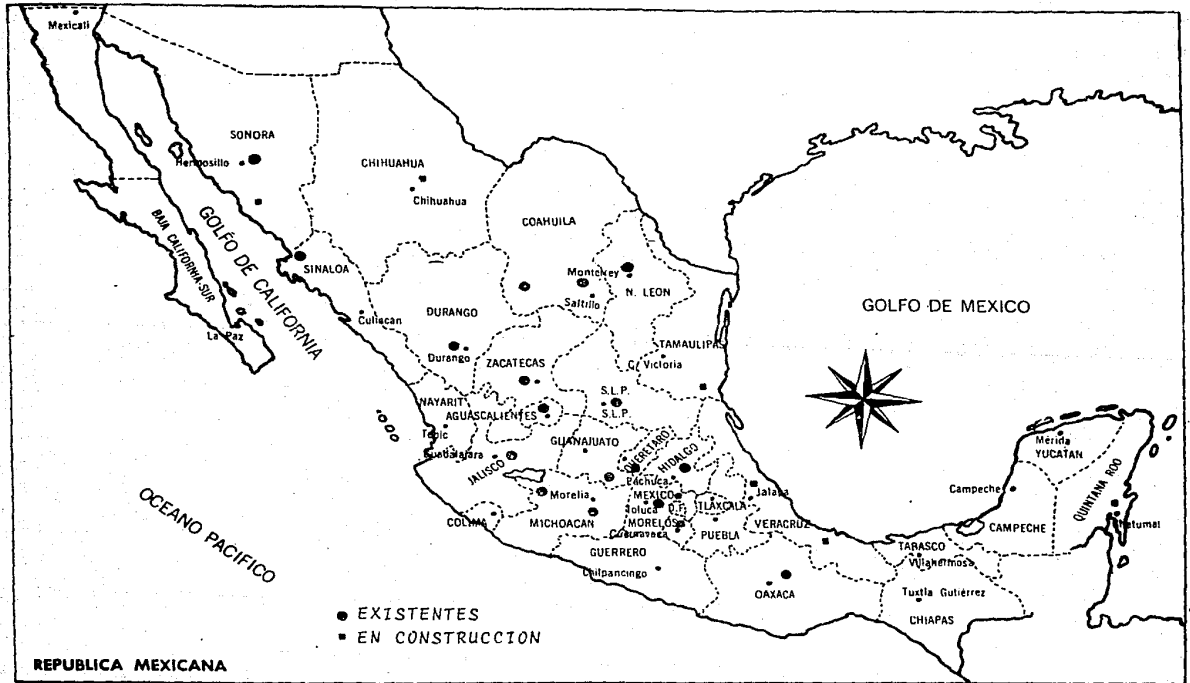 Mexicali
SONORA
Hermosillo
CHIHUAHUA
Chihuahua
COAHUILA
BAJA CALIFORNIA SUR
GOLFO DE CALIFORNIA
SINALOA
Monterrey
N. LEON
Saltillo
GOLFO DE MEXICO
DURANGO
Culiacán
La Paz
TAMAULIPAS
Durango
ZACATECAS
C. Victoria
NAYARIT
S.L.P.
AGUASCALIENTES
S.L.P.
Tepic
GUANAJUATO
QUERETARO
HIDALGO
Mérida
YUCATAN
Guadalajara
JALISCO
Pachuca
QUINTANA ROO
OCEANO PACIFICO
Morelia
MEXICO
Jalapa
Campeche
Toluca
D.F.
TLAXCALA
COLIMA
MICHOACAN
MORELOS
VERACRUZ
CAMPECHE
Chetumal
Cuernavaca
PUEBLA
GUERRERO
TABASCO
Villahermosa
Chilpancingo
OAXACA
Tuxtla Gutiérrez
CHIAPAS
EXISTENTES
EN CONSTRUCCION
REPUBLICA MEXICANA